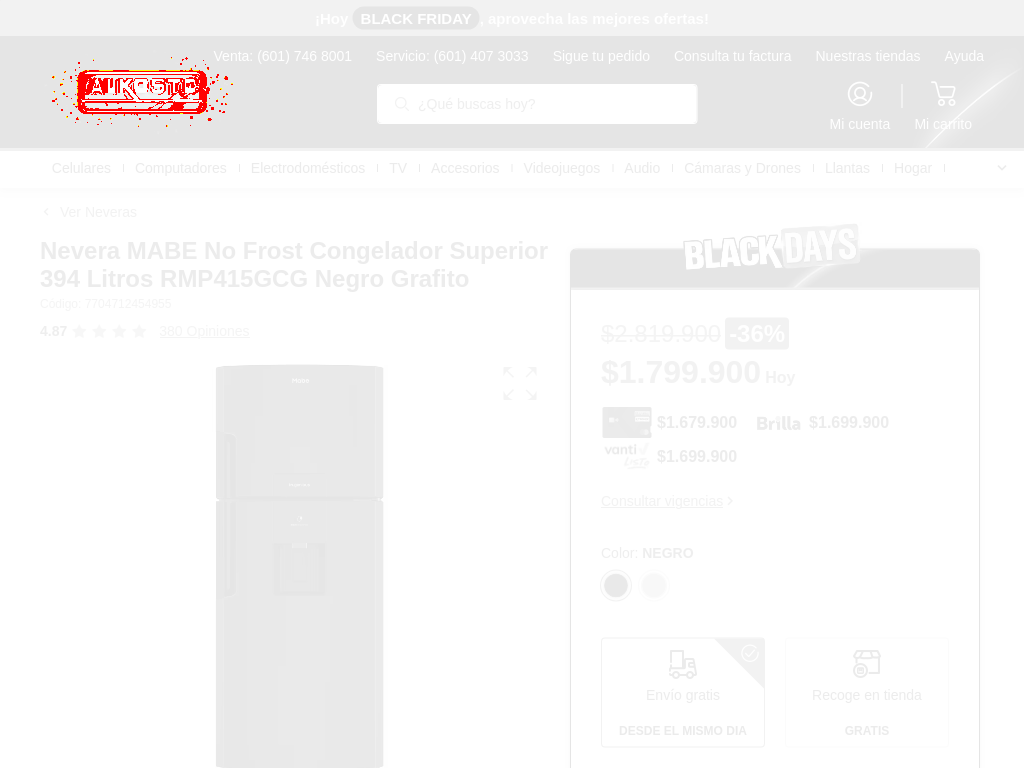 ¡Hoy BLACK FRIDAY, aprovecha las mejores ofertas!
Venta: (601) 746 8001 Servicio: (601) 407 3033 Sigue tu pedido Consulta tu factura Nuestras tiendas Ayuda
ALKOSTO
¿Qué buscas hoy?
Mi cuenta Mi carrito
Celulares Computadores Electrodomésticos TV Accesorios Videojuegos Audio Cámaras y Drones Llantas Hogar
Ver Neveras
Nevera MABE No Frost Congelador Superior
394 Litros RMP415GCG Negro Grafito
Código: 7704712454955
4.87 380 Opiniones
BLACK DAYS
$2.819.900 -36%
$1.799.900 Hoy
$1.679.900 Brilla $1.699.900
vanti Listo $1.699.900
Consultar vigencias
Color: NEGRO
Envío gratis
DESDE EL MISMO DIA
Recoge en tienda
GRATIS